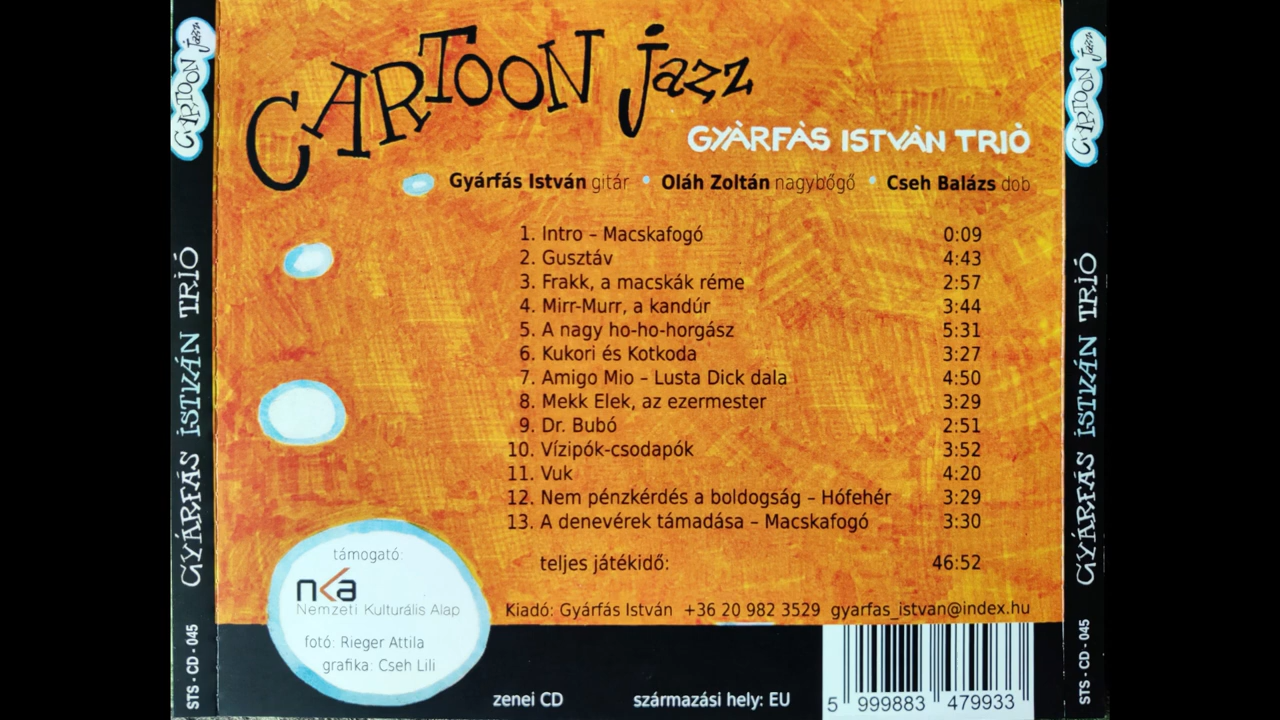 CARTOON jazz
GYÀRFÀS ISTVÀN TRIÒ
Gyárfás István gitár • Oláh Zoltán nagybőgő • Cseh Balázs dob
1. Intro – Macskafogó 0:09
2. Gusztáv 4:43
3. Frakk, a macskák réme 2:57
4. Mirr-Murr, a kandúr 3:44
5. A nagy ho-ho-horgász 5:31
6. Kukori és Kotkoda 3:27
7. Amigo Mio – Lusta Dick dala 4:50
8. Mekk Elek, az ezermester 3:29
9. Dr. Bubó 2:51
10. Vízipók-csodapók 3:52
11. Vuk 4:20
12. Nem pénzkérdés a boldogság – Hófehér 3:29
13. A denevérek támadása – Macskafogó 3:30
teljes játékidő: 46:52
Kiadó: Gyárfás István +36 20 982 3529 gyarfas_istvan@index.hu
támogató:
nka
Nemzeti Kulturális Alap
fotó: Rieger Attila
grafika: Cseh Lili
zenei CD származási hely: EU
5 999883 479933
CARTOON jazz
GYÁRFÁS ISTVÁN TRIÓ
STS - CD - 045
CARTOON jazz
GYÁRFÁS ISTVÁN TRIÓ
STS - CD - 045